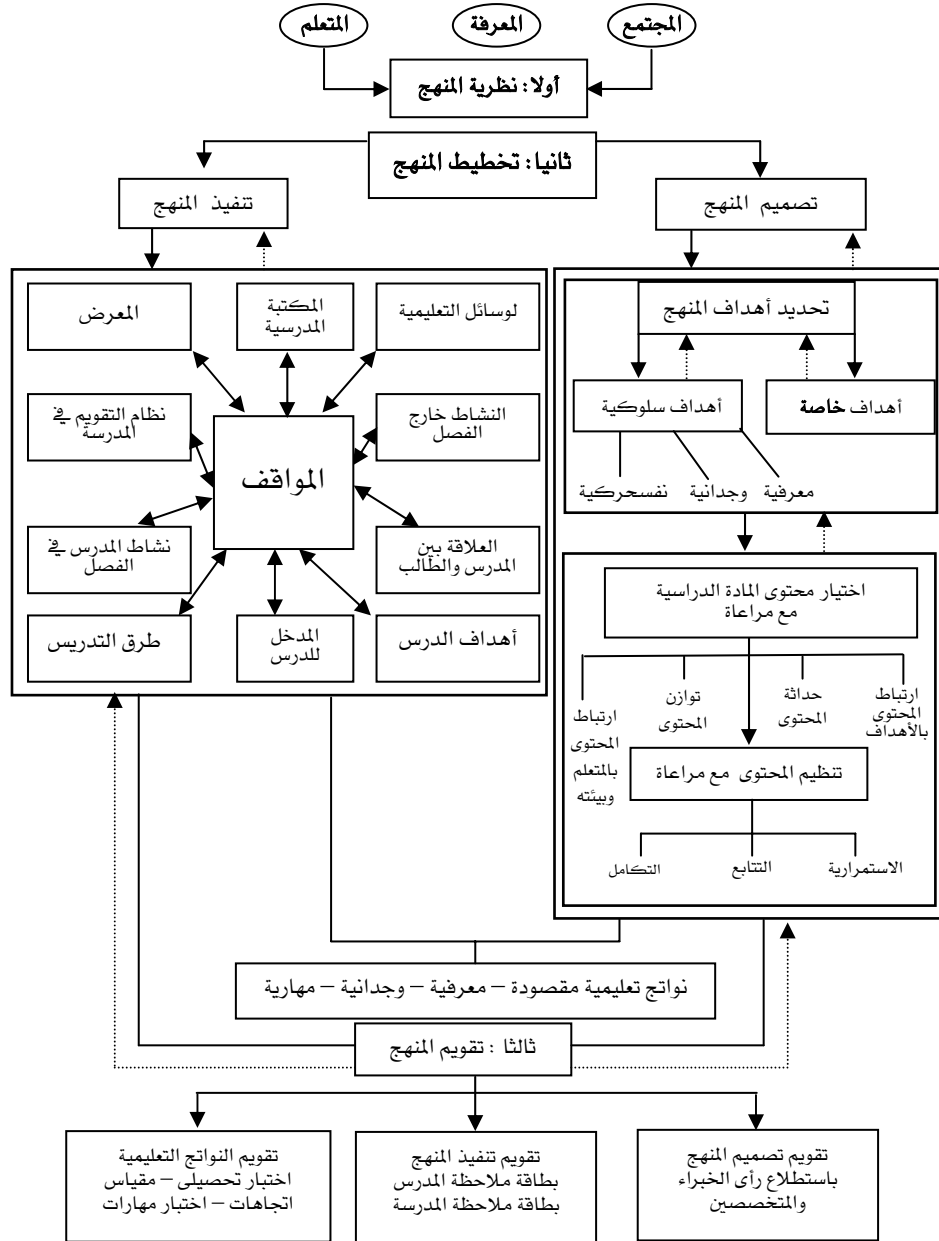 المجتمع
المعرفة
المتعلم
أولا: نظرية المنهج
ثانيا: تخطيط المنهج
تصميم المنهج
تنفيذ المنهج
تحديد أهداف المنهج
أهداف خاصة
أهداف سلوكية
معرفية
وجدانية
نفسحركية
اختيار محتوى المادة الدراسية
مع مراعاة
ارتباط
المحتوى
بالأهداف
حداثة
المحتوى
توازن
المحتوى
ارتباط
المحتوى
بالمتعلم
وبيئته
تنظيم المحتوى مع مراعاة
الاستمرارية
التتابع
التكامل
لوسائل التعليمية
المكتبة
المدرسية
المعرض
النشاط خارج
الفصل
نظام التقويم في
المدرسة
المواقف
العلاقة بين
المدرس والطالب
نشاط المدرس في
الفصل
أهداف الدرس
المدخل
للدرس
طرق التدريس
نواتج تعليمية مقصودة – معرفية – وجدانية – مهارية
ثالثا : تقويم المنهج
تقويم تصميم المنهج
باستطلاع رأى الخبراء
والمتخصصين
تقويم تنفيذ المنهج
بطاقة ملاحظة المدرس
بطاقة ملاحظة المدرسة
تقويم النواتج التعليمية
اختبار تحصيلى – مقياس
اتجاهات – اختبار مهارات